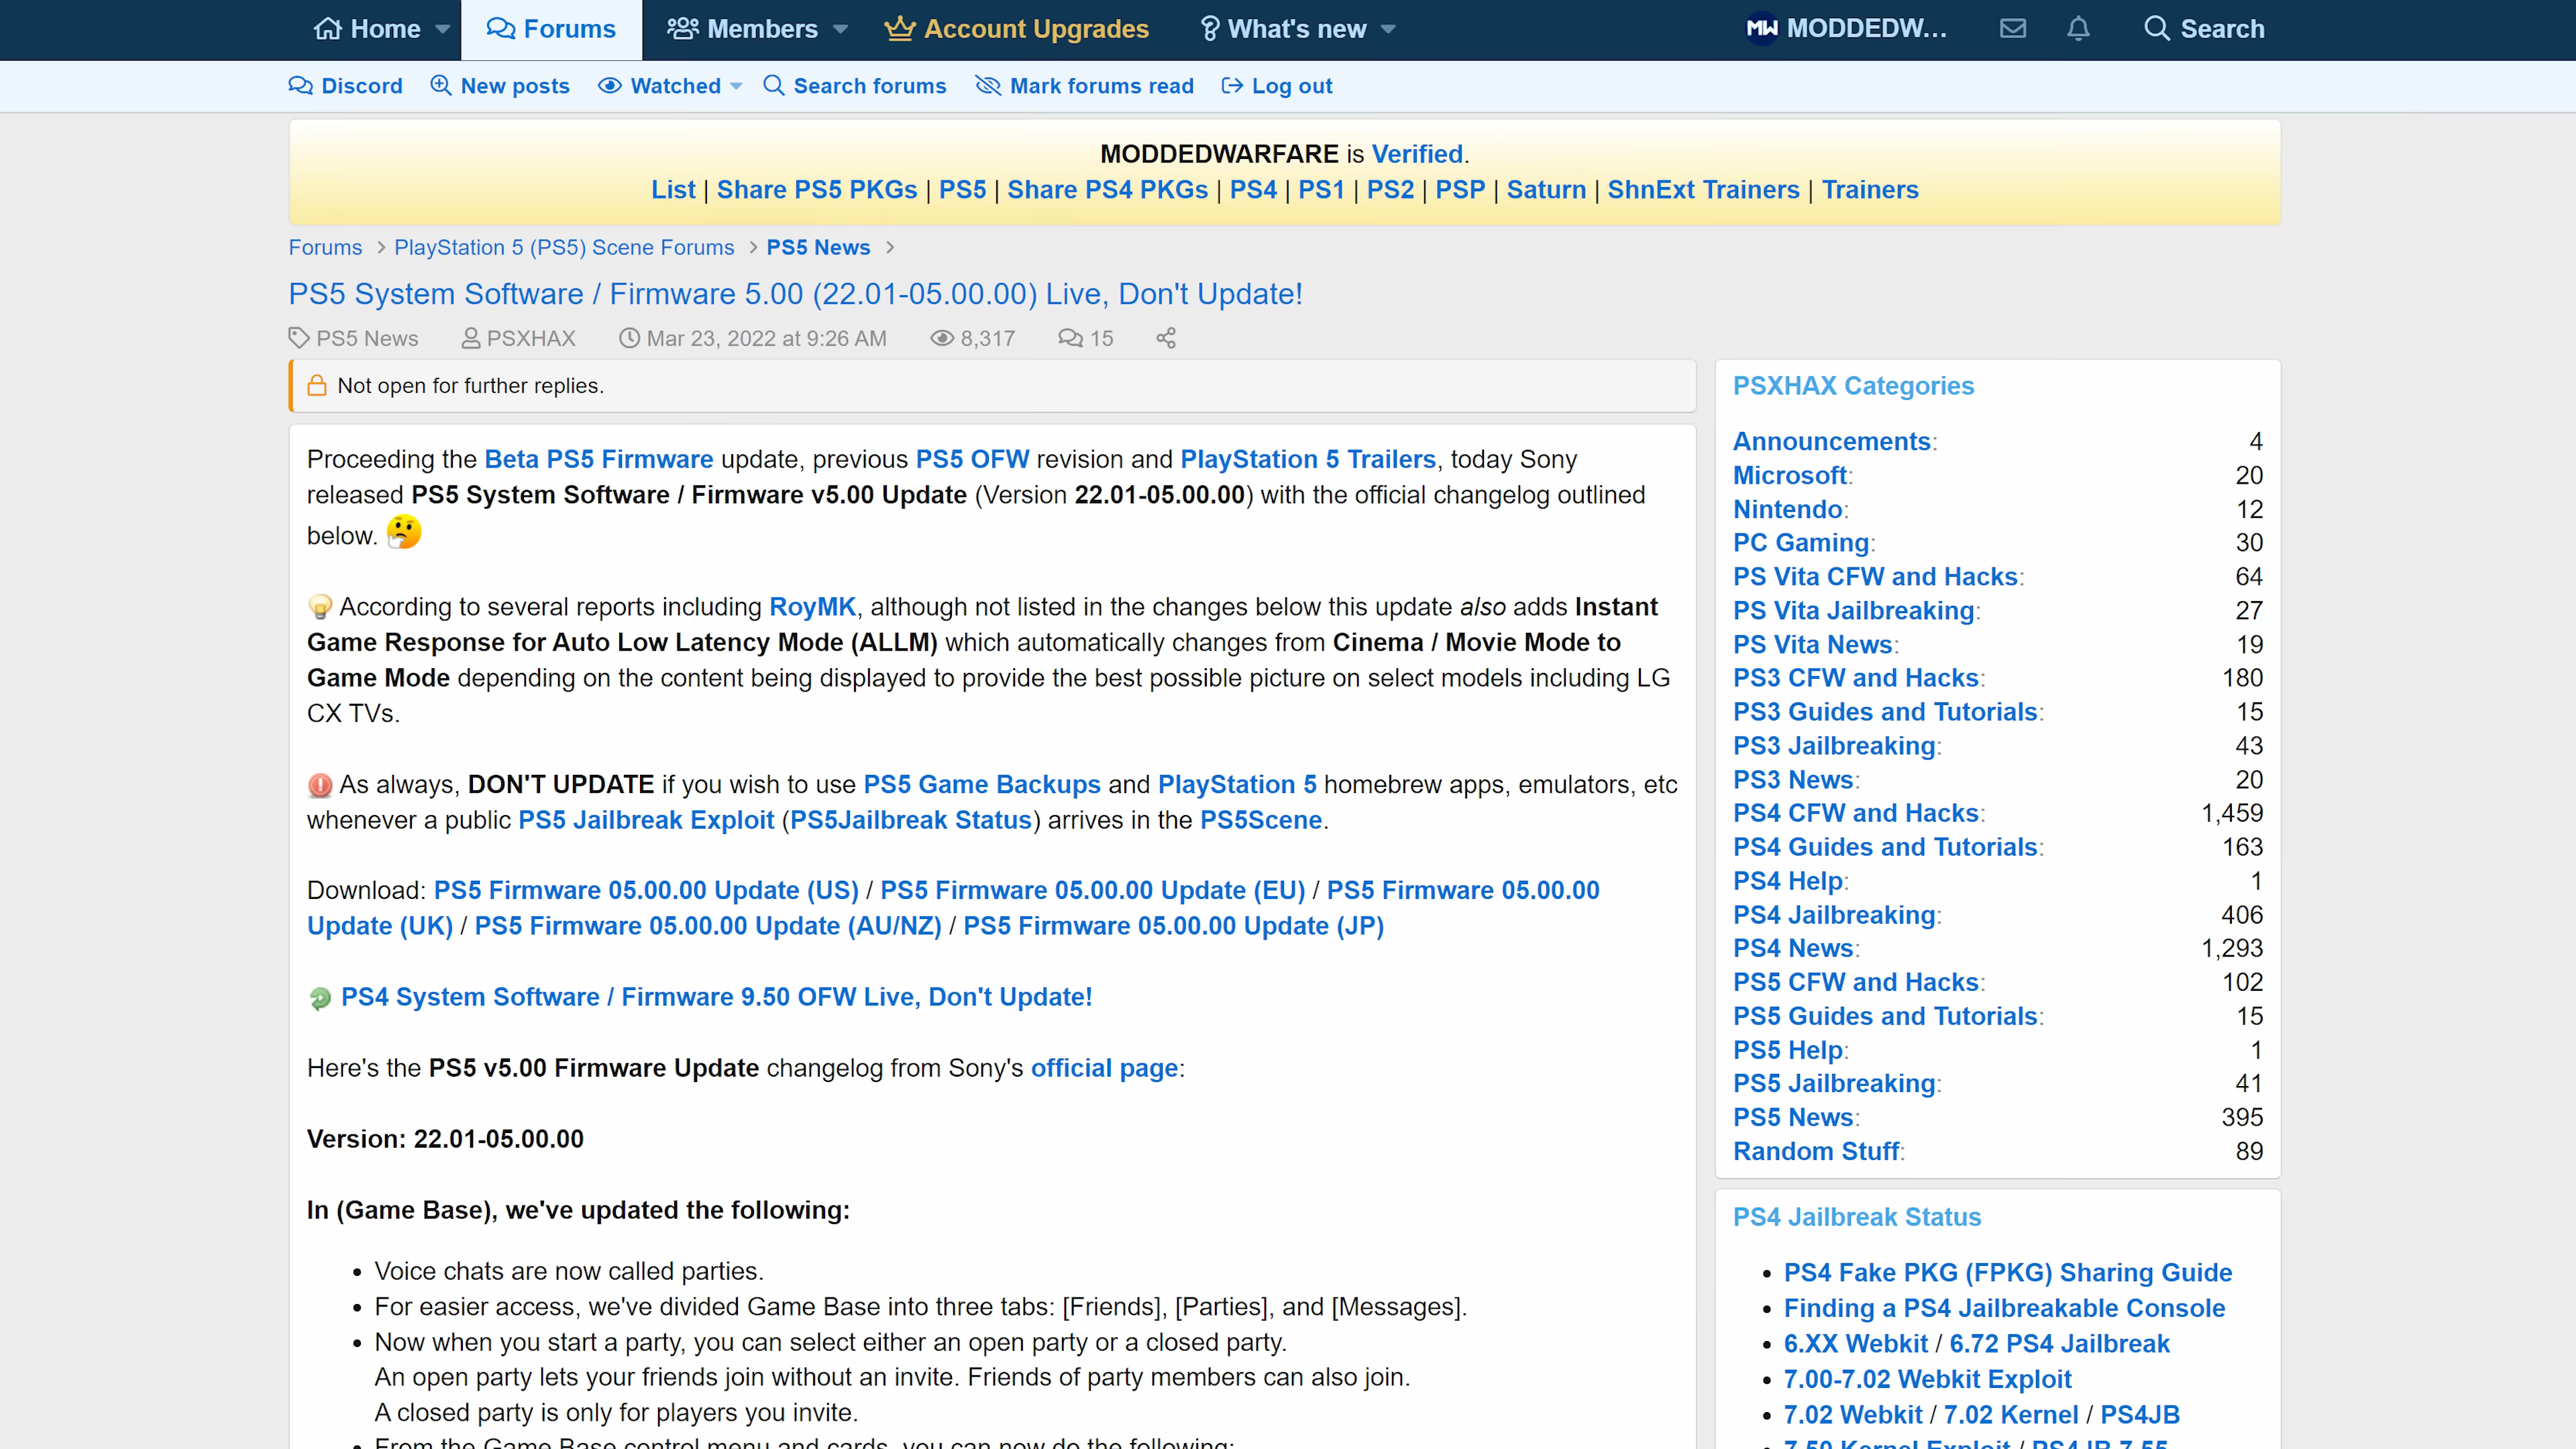 Home
Forums
Members
Account Upgrades
What's new
MW MODDEDW...
Search
Discord
New posts
Watched
Search forums
Mark forums read
Log out
MODDEDWARFARE is Verified.
List | Share PS5 PKGs | PS5 | Share PS4 PKGs | PS4 | PS1 | PS2 | PSP | Saturn | ShnExt Trainers | Trainers
Forums > PlayStation 5 (PS5) Scene Forums > PS5 News >
PS5 System Software / Firmware 5.00 (22.01-05.00.00) Live, Don't Update!
PS5 News PSXHAX Mar 23, 2022 at 9:26 AM 8,317 15
Not open for further replies.
Proceeding the Beta PS5 Firmware update, previous PS5 OFW revision and PlayStation 5 Trailers, today Sony
released PS5 System Software / Firmware v5.00 Update (Version 22.01-05.00.00) with the official changelog outlined
below.
According to several reports including RoyMK, although not listed in the changes below this update also adds Instant
Game Response for Auto Low Latency Mode (ALLM) which automatically changes from Cinema / Movie Mode to
Game Mode depending on the content being displayed to provide the best possible picture on select models including LG
CX TVs.
As always, DON'T UPDATE if you wish to use PS5 Game Backups and PlayStation 5 homebrew apps, emulators, etc
whenever a public PS5 Jailbreak Exploit (PS5Jailbreak Status) arrives in the PS5Scene.
Download: PS5 Firmware 05.00.00 Update (US) / PS5 Firmware 05.00.00 Update (EU) / PS5 Firmware 05.00.00
Update (UK) / PS5 Firmware 05.00.00 Update (AU/NZ) / PS5 Firmware 05.00.00 Update (JP)
PS4 System Software / Firmware 9.50 OFW Live, Don't Update!
Here's the PS5 v5.00 Firmware Update changelog from Sony's official page:
Version: 22.01-05.00.00
In (Game Base), we've updated the following:
• Voice chats are now called parties.
• For easier access, we've divided Game Base into three tabs: [Friends], [Parties], and [Messages].
• Now when you start a party, you can select either an open party or a closed party.
An open party lets your friends join without an invite. Friends of party members can also join.
A closed party is only for players you invite.
• From the Game Base control menu and cards, you can now do the following:
PSXHAX Categories
Announcements: 4
Microsoft: 20
Nintendo: 12
PC Gaming: 30
PS Vita CFW and Hacks: 64
PS Vita Jailbreaking: 27
PS Vita News: 19
PS3 CFW and Hacks: 180
PS3 Guides and Tutorials: 15
PS3 Jailbreaking: 43
PS3 News: 20
PS4 CFW and Hacks: 1,459
PS4 Guides and Tutorials: 163
PS4 Help: 1
PS4 Jailbreaking: 406
PS4 News: 1,293
PS5 CFW and Hacks: 102
PS5 Guides and Tutorials: 15
PS5 Help: 1
PS5 Jailbreaking: 41
PS5 News: 395
Random Stuff: 89
PS4 Jailbreak Status
• PS4 Fake PKG (FPKG) Sharing Guide
• Finding a PS4 Jailbreakable Console
• 6.XX Webkit / 6.72 PS4 Jailbreak
• 7.00-7.02 Webkit Exploit
• 7.02 Webkit / 7.02 Kernel / PS4JB
• 7.50 Kernel Exploit / PS4JB 7.55